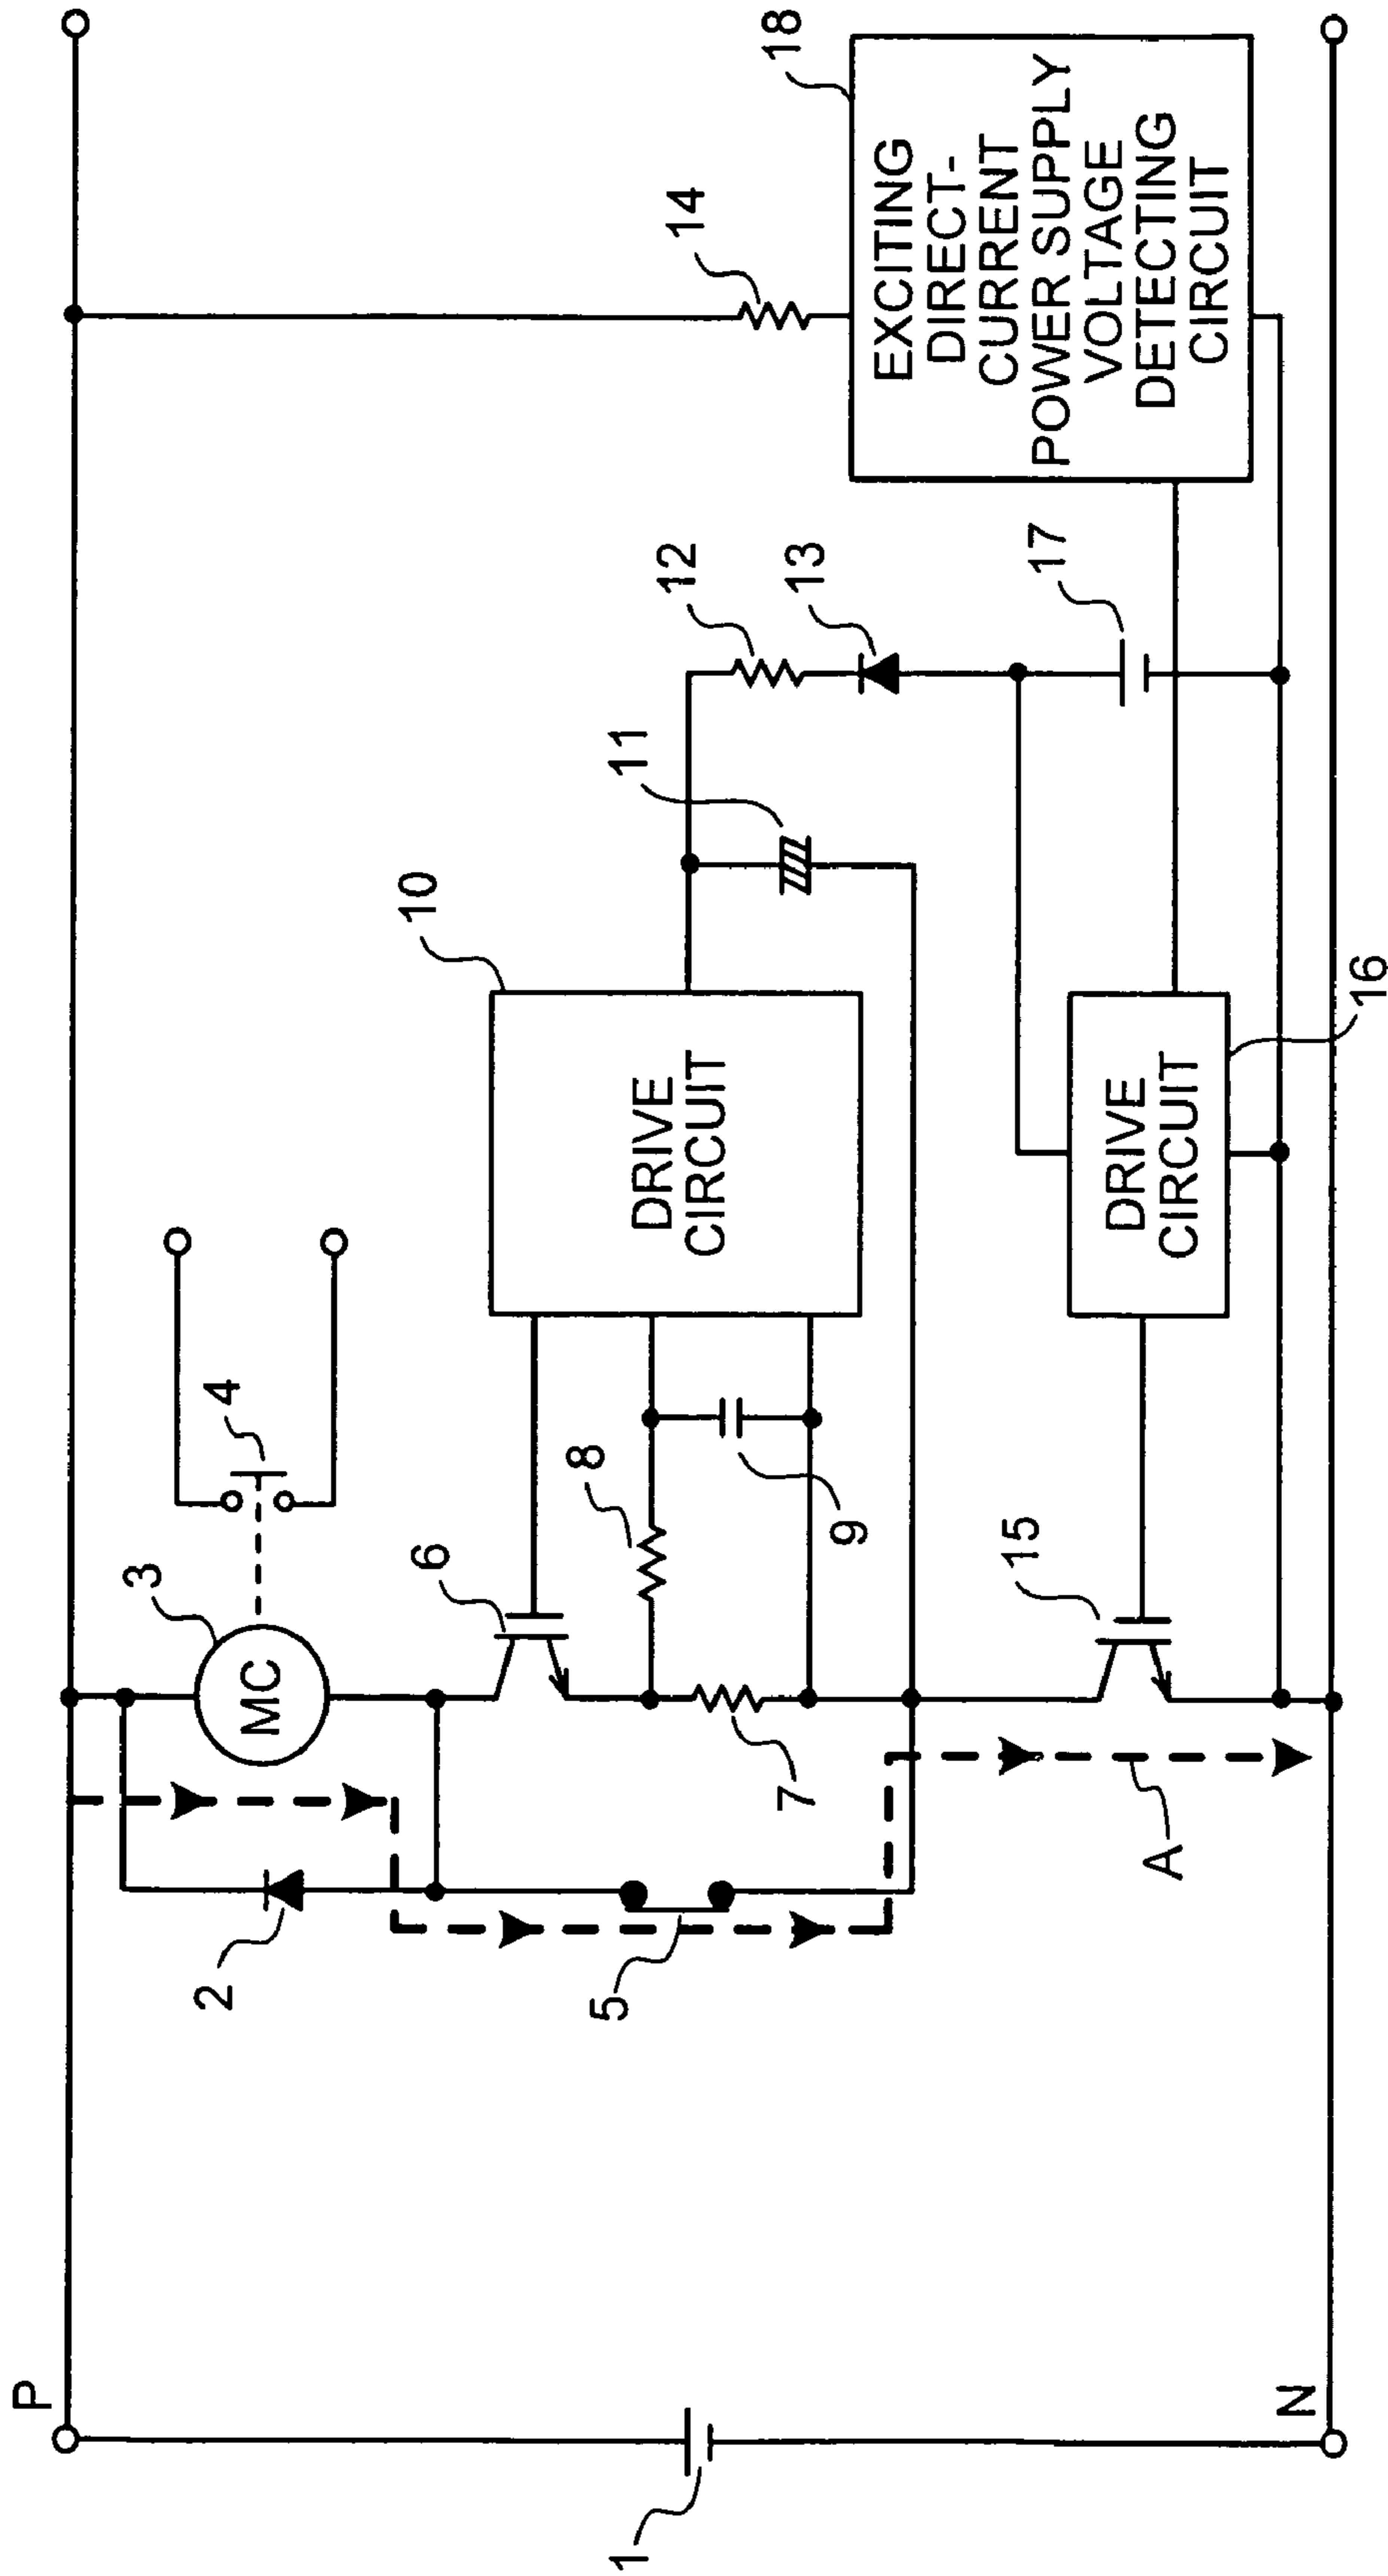 P
N
1
2
3
MC
4
5
6
7
8
9
A
10
DRIVE
CIRCUIT
11
12
13
14
15
16
DRIVE
CIRCUIT
17
18
EXCITING
DIRECT-
CURRENT
POWER SUPPLY
VOLTAGE
DETECTING
CIRCUIT